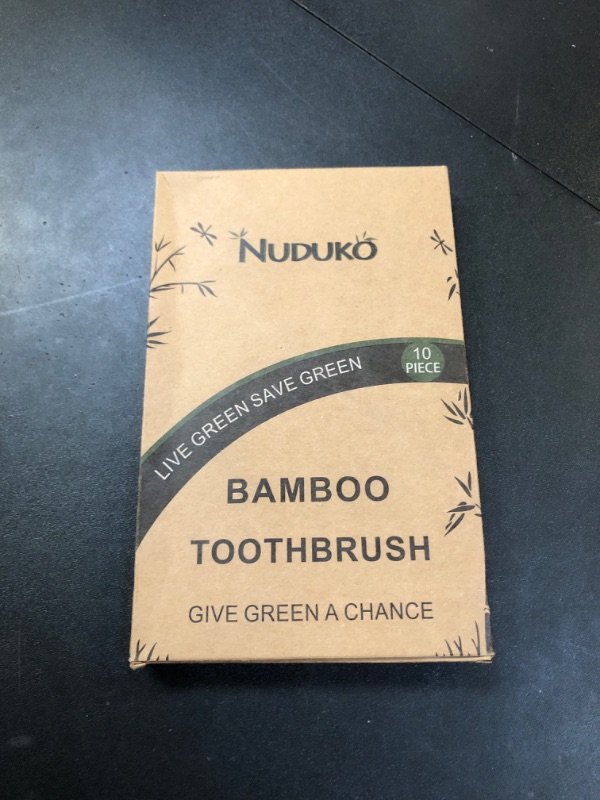 NUDUKO
10
PIECE
LIVE GREEN SAVE GREEN
BAMBOO
TOOTHBRUSH
GIVE GREEN A CHANCE